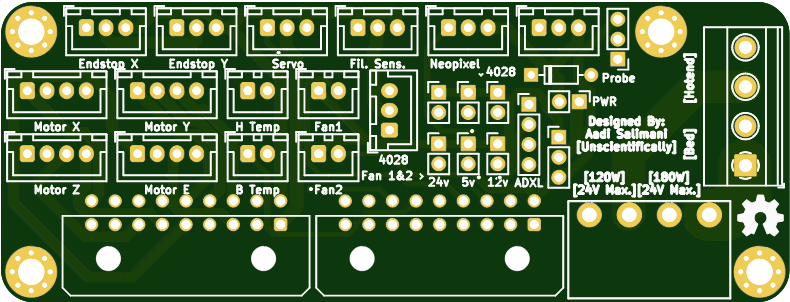 Endstop X Endstop Y Servo Fil. Sens. Neopixel
4028 Probe
[Hotend]
PWR
Motor X Motor Y H Temp Fan1
Designed By:
Aadi Salimani
[Unscientifically]
[Bed]
4028
Fan 1&2 >
24v 5v 12v ADXL
Motor Z Motor E B Temp Fan2
[120W] [180W]
[24V Max.] [24V Max.]